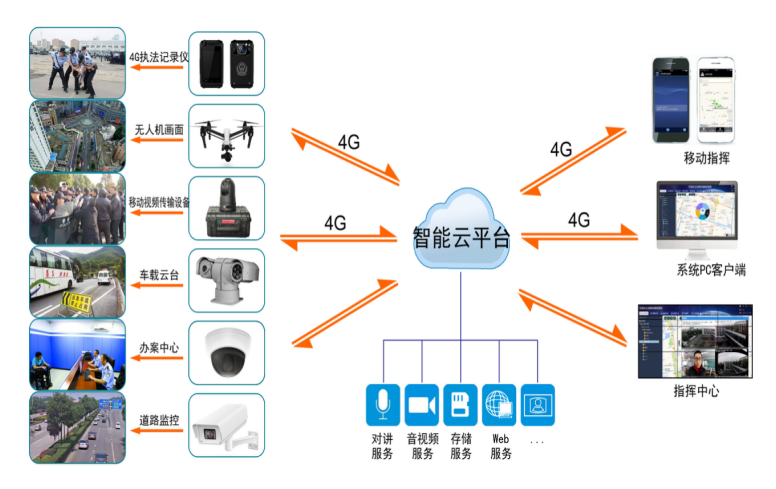 4G执法记录仪
无人机画面
移动视频传输设备
车载云台
办案中心
道路监控
4G
4G
4G
4G
智能云平台
移动指挥
系统PC客户端
指挥中心
对讲
服务
音视频
服务
存储
服务
Web
服务
...